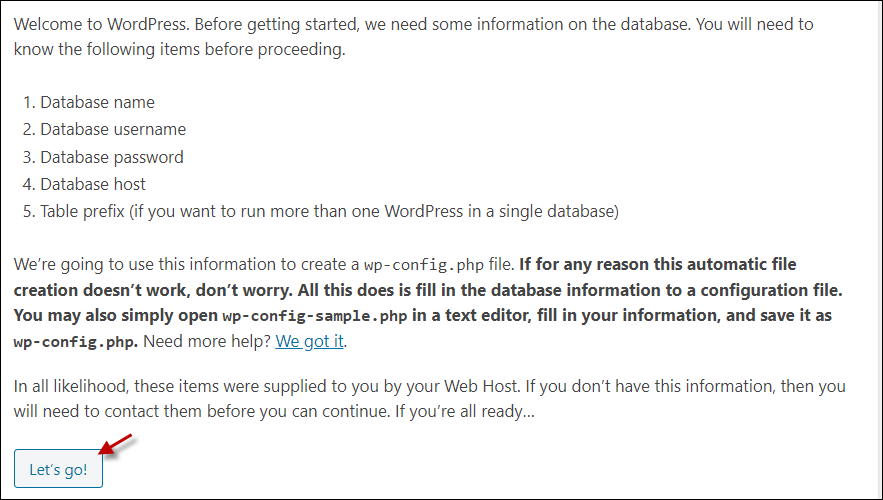 Welcome to WordPress. Before getting started, we need some information on the database. You will need to
know the following items before proceeding.
1. Database name
2. Database username
3. Database password
4. Database host
5. Table prefix (if you want to run more than one WordPress in a single database)
We’re going to use this information to create a wp-config.php file. If for any reason this automatic file
creation doesn’t work, don’t worry. All this does is fill in the database information to a configuration file.
You may also simply open wp-config-sample.php in a text editor, fill in your information, and save it as
wp-config.php. Need more help? We got it.
In all likelihood, these items were supplied to you by your Web Host. If you don’t have this information, then you
will need to contact them before you can continue. If you’re all ready…
Let’s go!